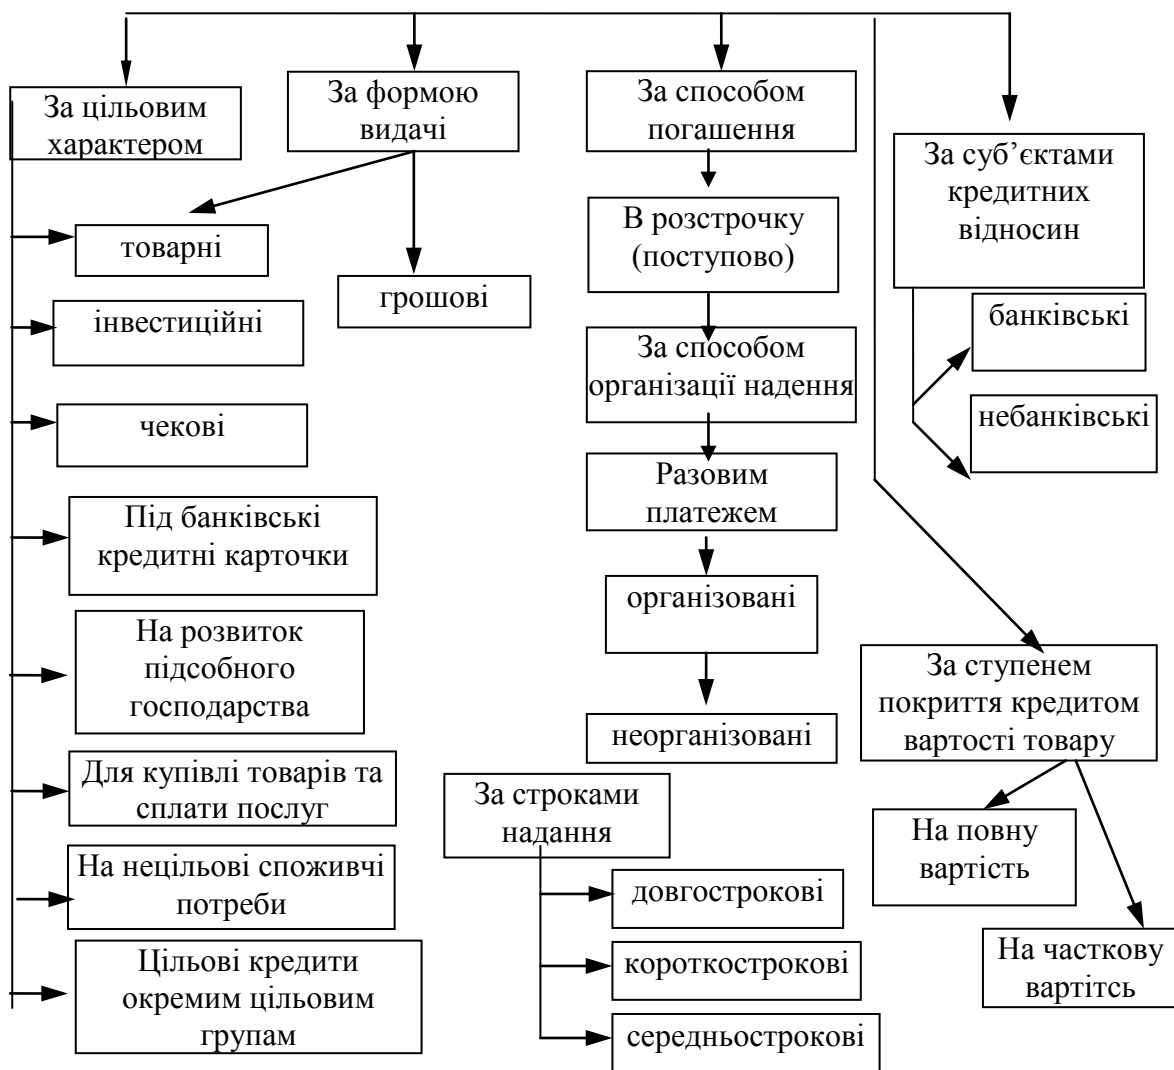 За цільовим
характером
товарні
інвестиційні
чекові
Під банківські
кредитні карточки
На розвиток
підсобного
господарства
Для купівлі товарів та
сплати послуг
На нецільові споживчі
потреби
Цільові кредити
окремим цільовим
групам
За формою
видачі
грошові
За способом
погашення
В розстрочку
(поступово)
За способом
організації надення
Разовим
платежем
організовані
неорганізовані
За строками
надання
довгострокові
короткострокові
середньострокові
За суб’єктами
кредитних
відносин
банківські
небанківські
За ступенем
покриття кредитом
вартості товару
На повну
вартість
На часткову
вартітсь